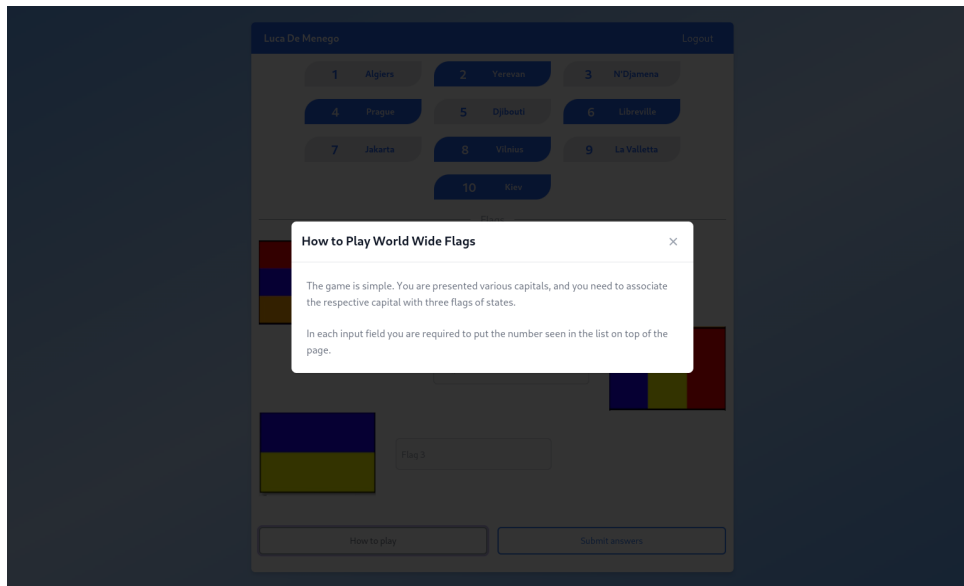 Luca De Menego Logout
1 Algiers 2 Yerevan 3 N'Djamena
4 Prague 5 Djibouti 6 Libreville
7 Jakarta 8 Vilnius 9 La Valletta
10 Kiev
Flags
How to Play World Wide Flags ×
The game is simple. You are presented various capitals, and you need to associate
the respective capital with three flags of states.
In each input field you are required to put the number seen in the list on top of the
page.
Flag 3
How to play Submit answers